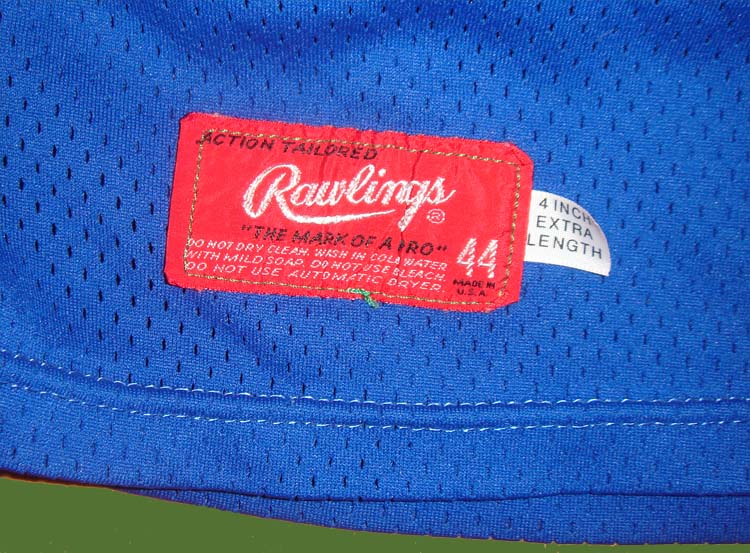 ACTION TAILORED
Rawlings ®
"THE MARK OF A PRO"
DO NOT DRY CLEAN. WASH IN COLD WATER
WITH MILD SOAP. DO NOT USE BLEACH.
DO NOT USE AUTOMATIC DRYER.
44
MADE IN
U.S.A.
4 INCH
EXTRA
LENGTH